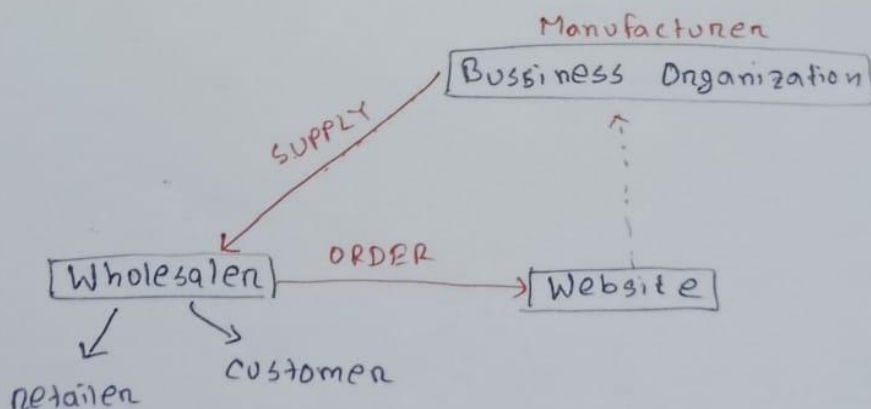 Manufacturer
Bussiness Organization
SUPPLY
Wholesaler
ORDER
Website
retailer
customer